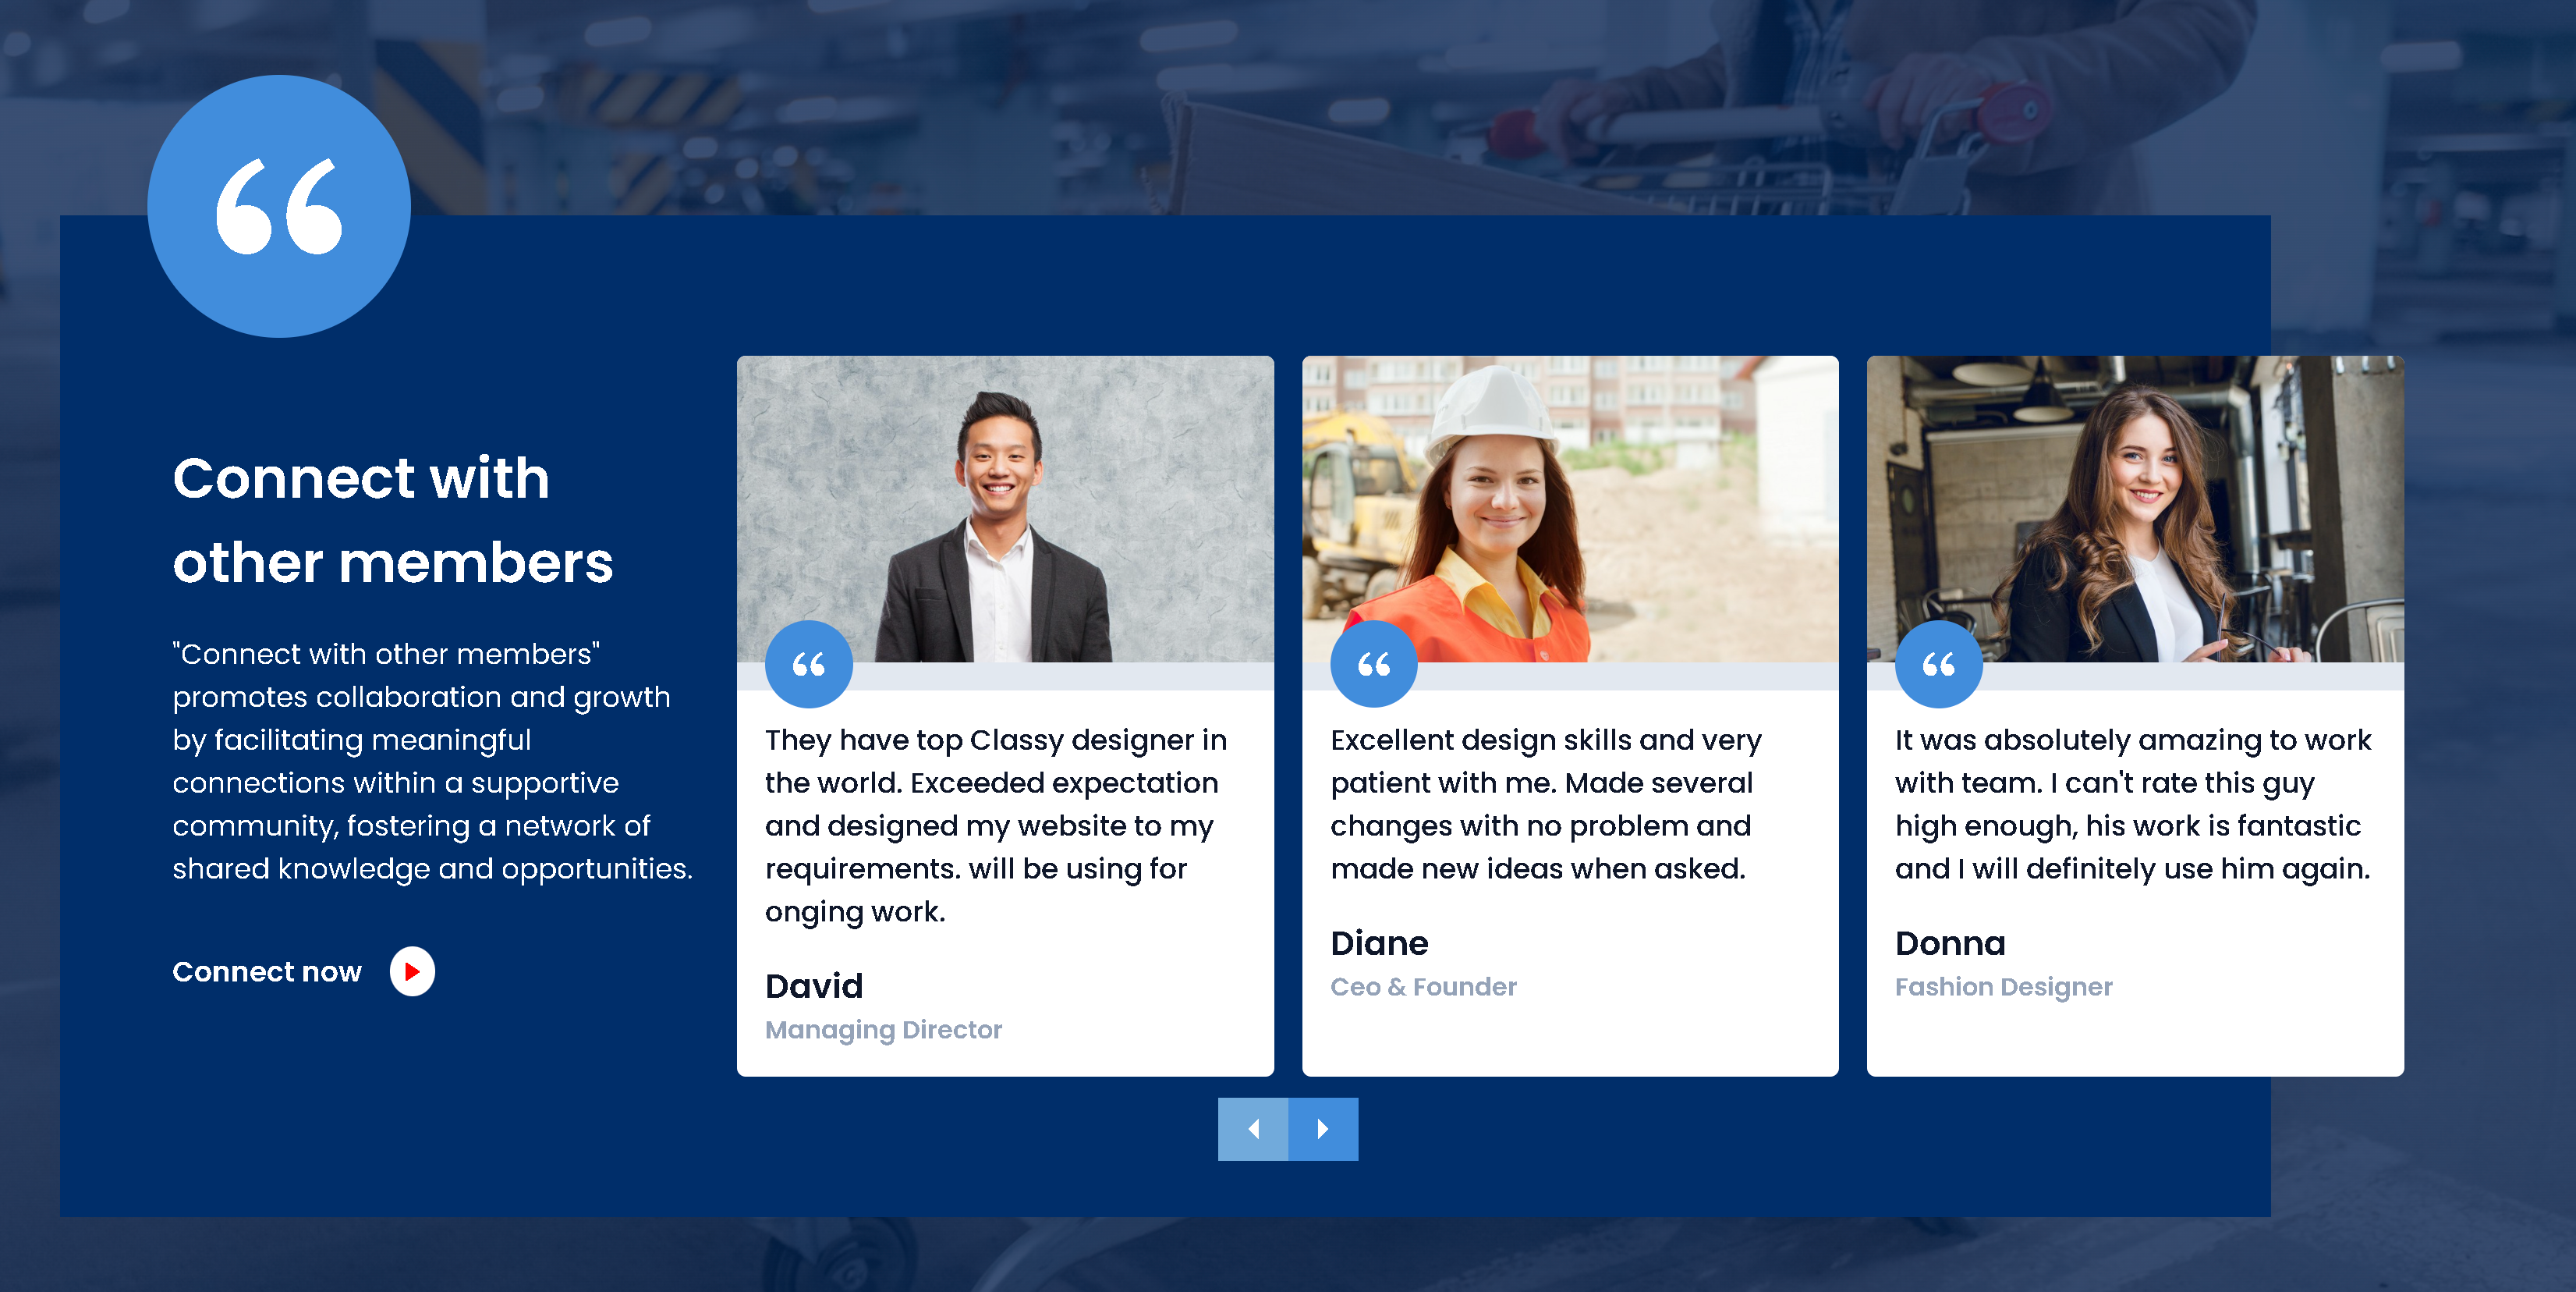 Connect with
other members
"Connect with other members"
promotes collaboration and growth
by facilitating meaningful
connections within a supportive
community, fostering a network of
shared knowledge and opportunities.
Connect now
They have top Classy designer in
the world. Exceeded expectation
and designed my website to my
requirements. will be using for
onging work.
David
Managing Director
Excellent design skills and very
patient with me. Made several
changes with no problem and
made new ideas when asked.
Diane
Ceo & Founder
It was absolutely amazing to work
with team. I can't rate this guy
high enough, his work is fantastic
and I will definitely use him again.
Donna
Fashion Designer